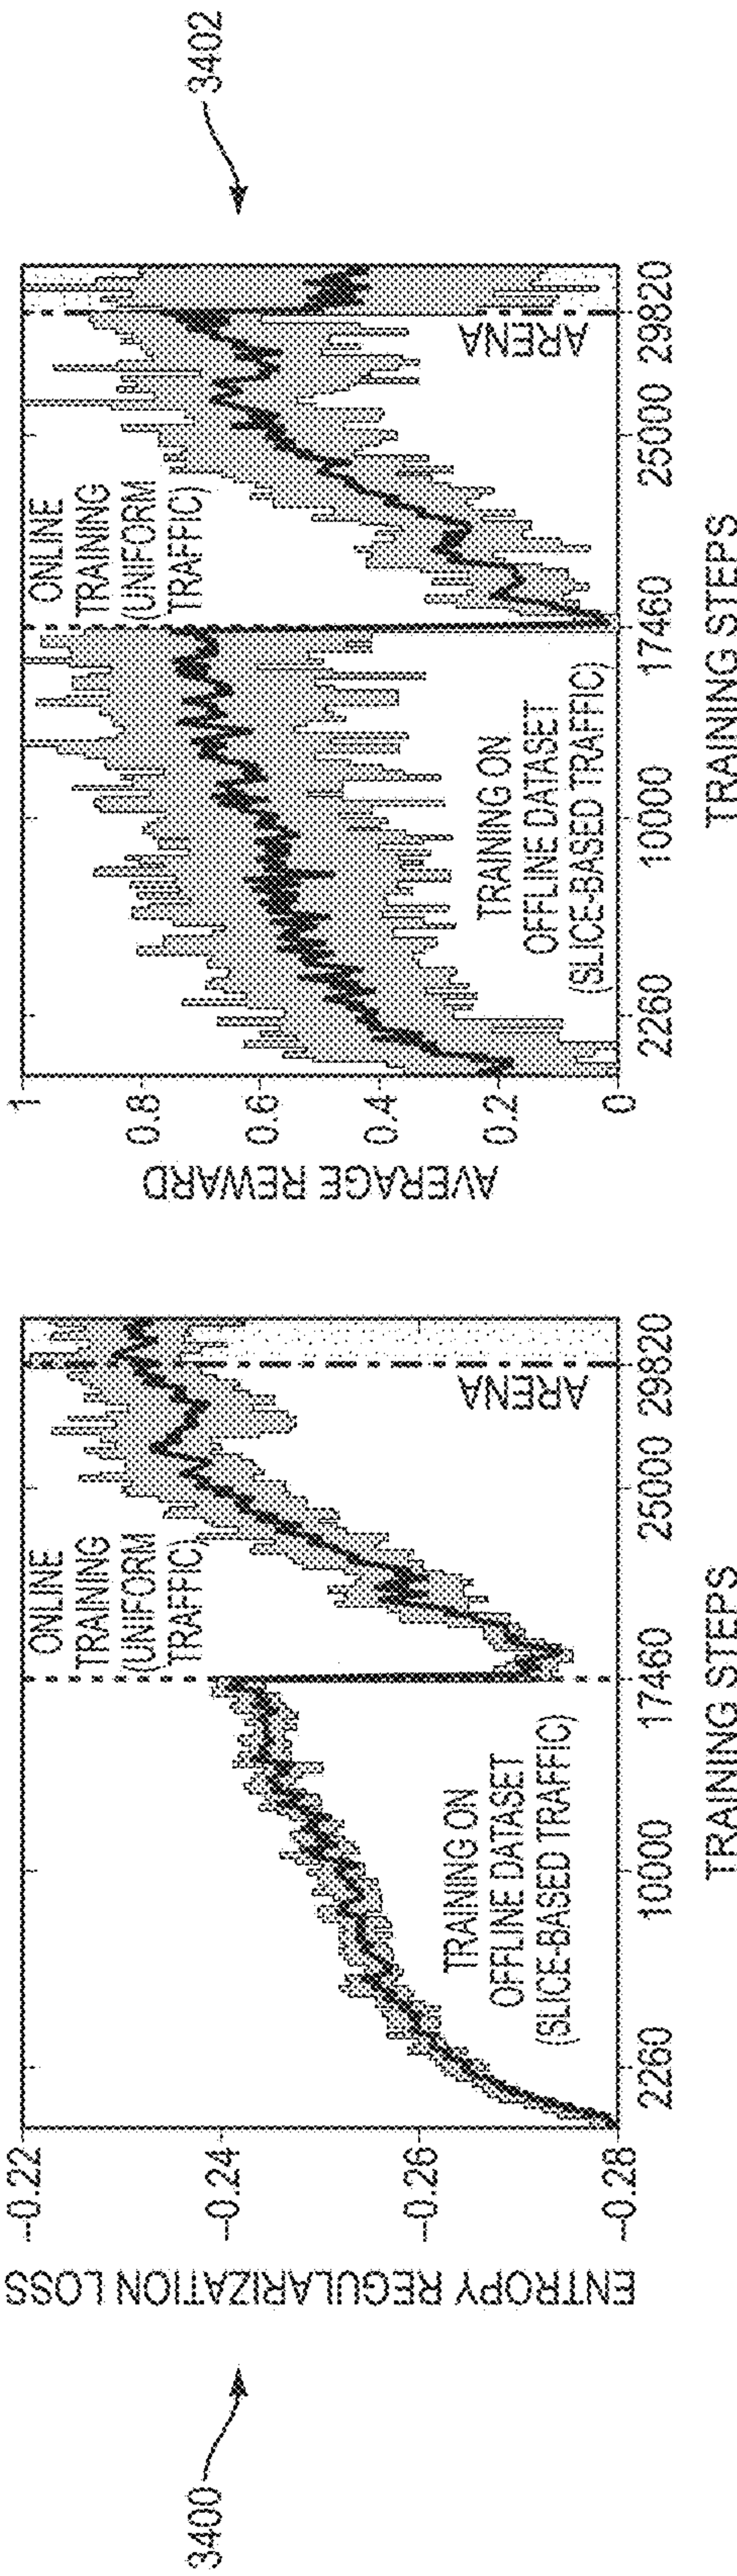 3400
ENTROPY REGULARIZATION LOSS
-0.22
-0.24
-0.26
-0.28
ONLINE
TRAINING
(UNIFORM
TRAFFIC)
TRAINING ON
OFFLINE DATASET
(SLICE-BASED TRAFFIC)
ARENA
2260
10000
17460
25000
29820
TRAINING STEPS
3402
AVERAGE REWARD
1
0.8
0.6
0.4
0.2
0
ONLINE
TRAINING
(UNIFORM
TRAFFIC)
TRAINING ON
OFFLINE DATASET
(SLICE-BASED TRAFFIC)
ARENA
2260
10000
17460
25000
29820
TRAINING STEPS